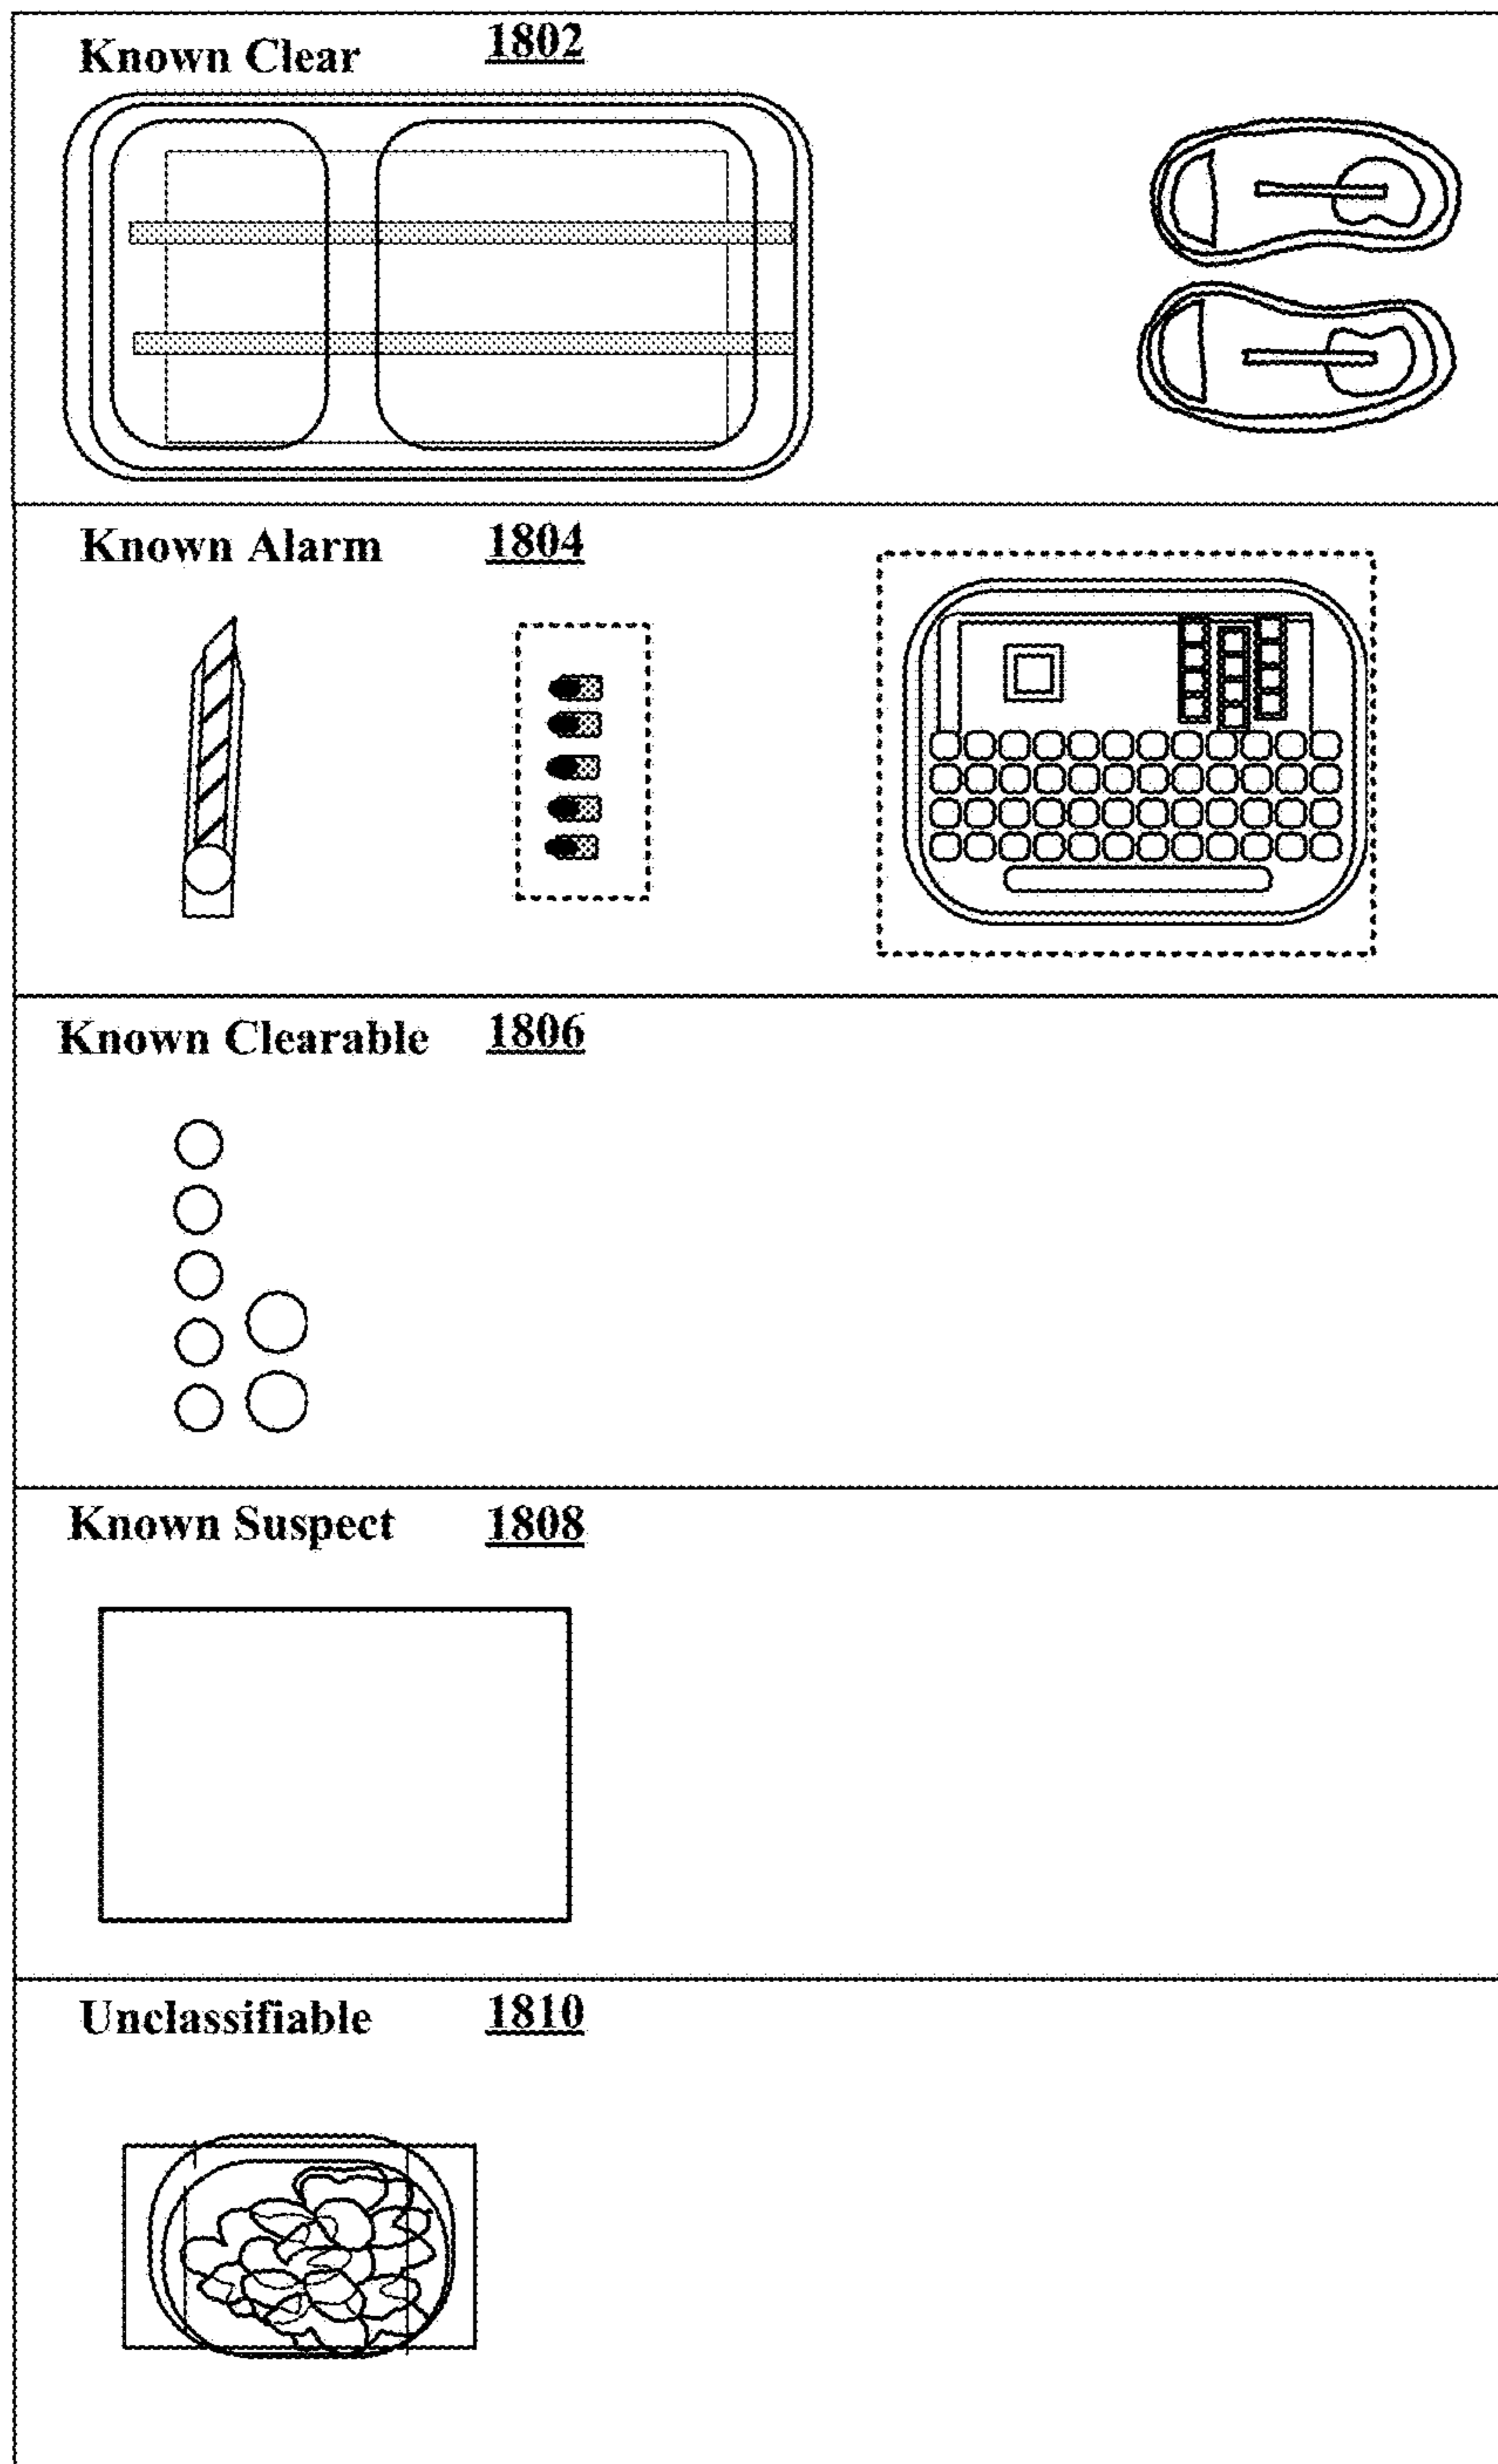 Known Clear 1802
Known Alarm 1804
Known Clearable 1806
Known Suspect 1808
Unclassifiable 1810